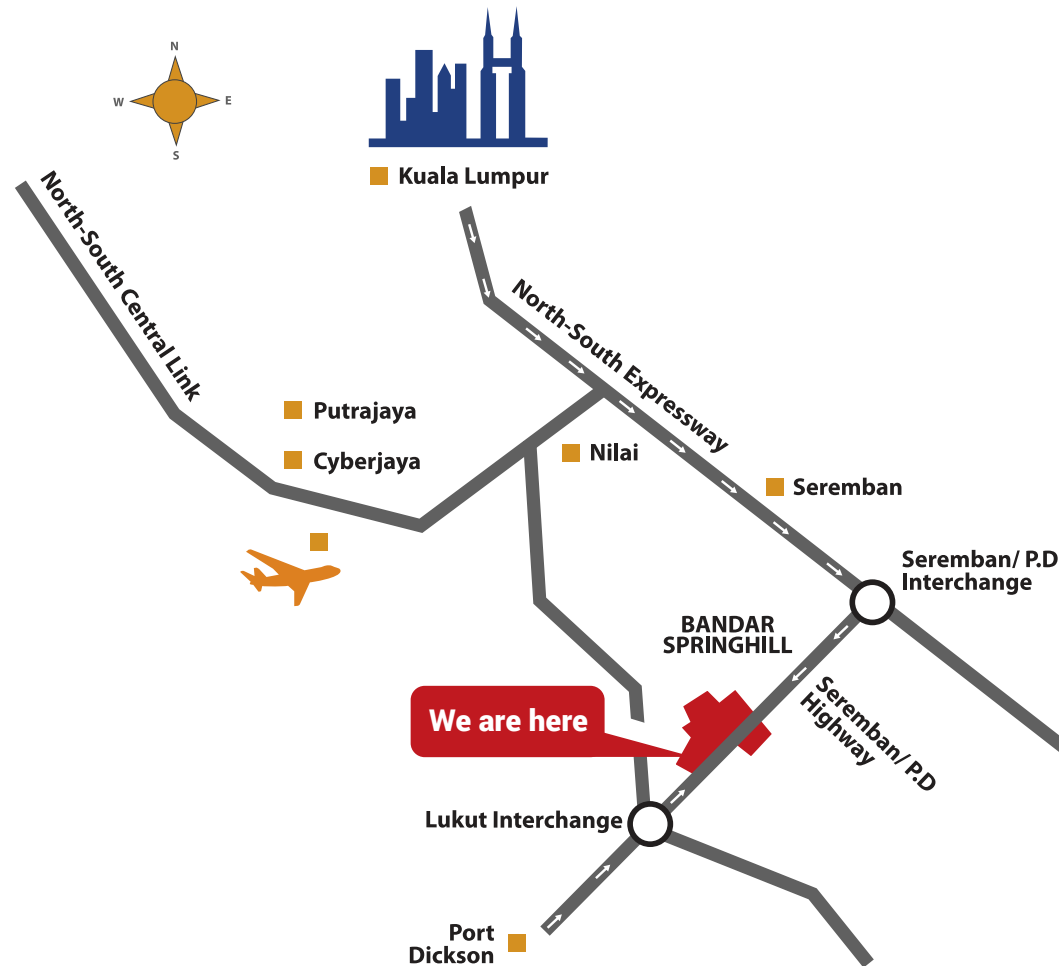 N
W
E
S
Kuala Lumpur
North-South Central Link
North-South Expressway
Putrajaya
Cyberjaya
Nilai
Seremban
Seremban/ P.D
Interchange
BANDAR
SPRINGHILL
Seremban/ P.D
Highway
We are here
Lukut Interchange
Port
Dickson